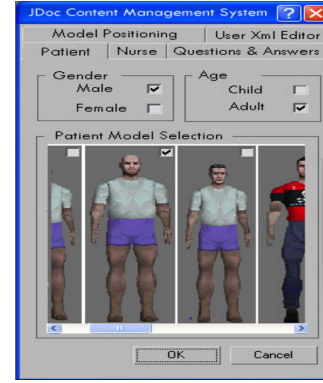 JDoc Content Management System
Model Positioning User Xml Editor
Patient Nurse Questions & Answers
Gender Age
Male Child
Female Adult
Patient Model Selection
OK Cancel